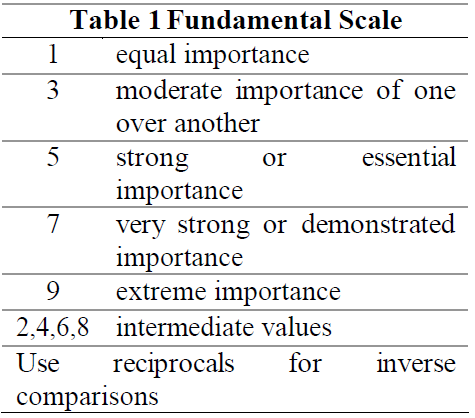 Table 1 Fundamental Scale
1 equal importance
3 moderate importance of one
over another
5 strong or essential
importance
7 very strong or demonstrated
importance
9 extreme importance
2,4,6,8 intermediate values
Use reciprocals for inverse
comparisons